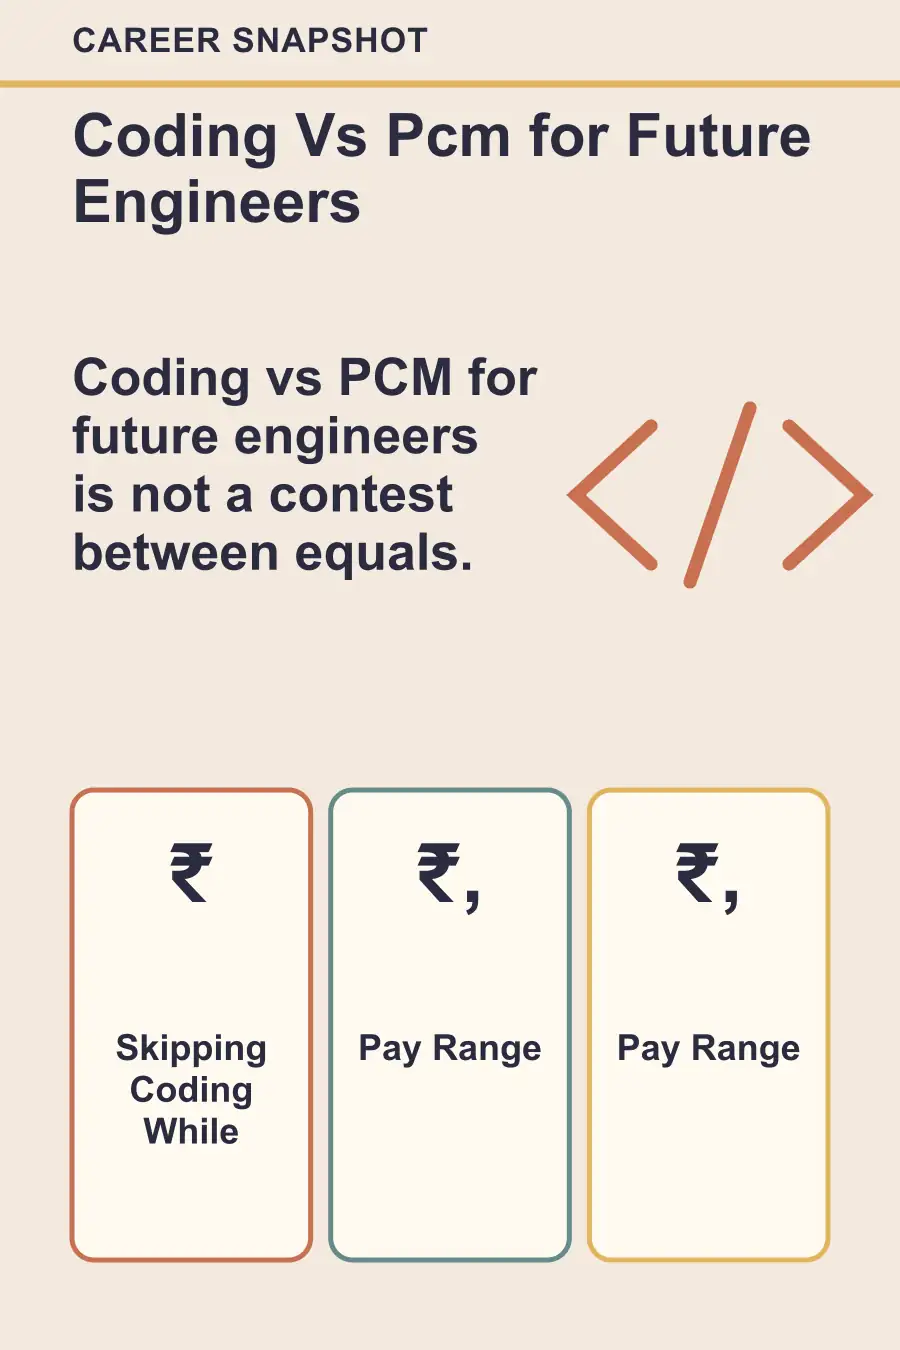 CAREER SNAPSHOT
Coding Vs Pcm for Future
Engineers
Coding vs PCM for
future engineers
is not a contest
between equals.
₹
₹,
₹,
Skipping
Coding
While
Pay Range
Pay Range